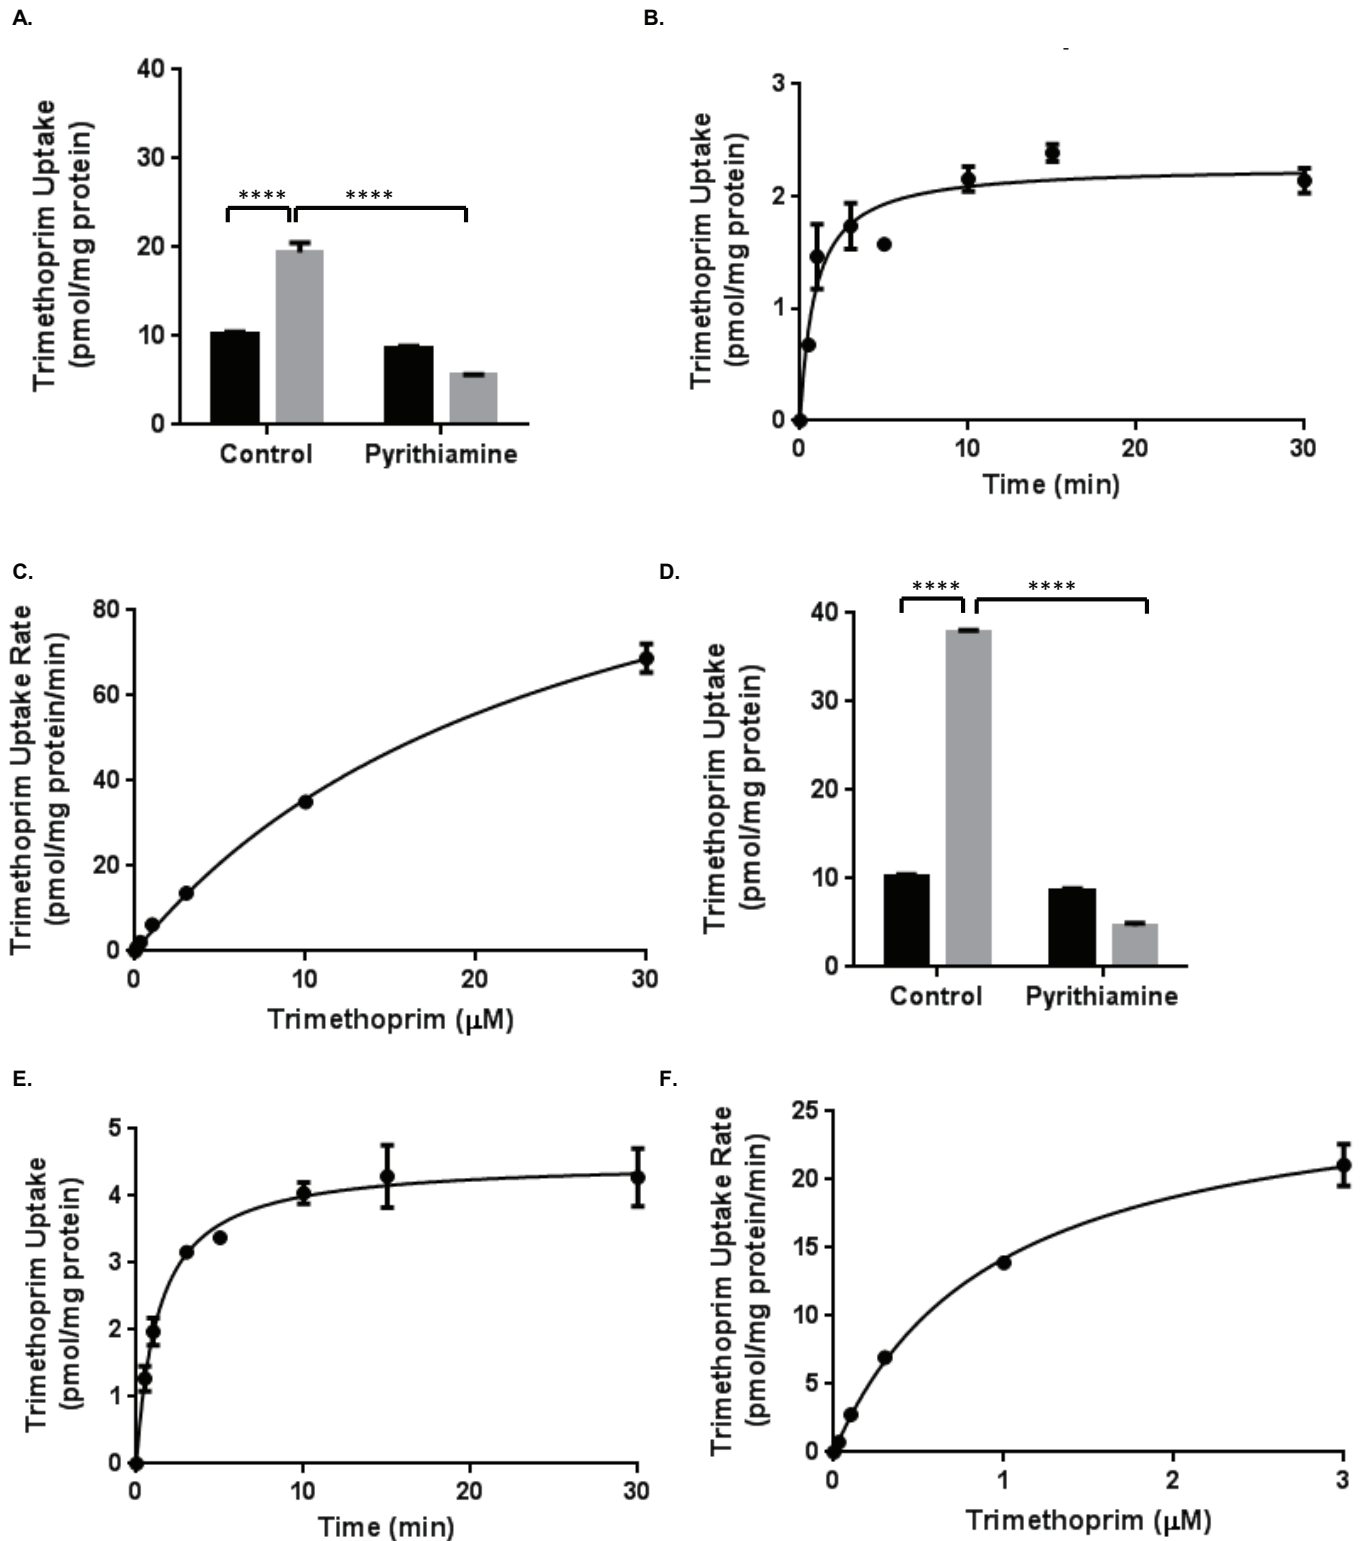 A.
Trimethoprim Uptake
(pmol/mg protein)
40
30
20
10
0
**** ****
Control Pyrithiamine
B.
-
Trimethoprim Uptake
(pmol/mg protein)
3
2
1
0
0 10 20 30
Time (min)
C.
Trimethoprim Uptake Rate
(pmol/mg protein/min)
80
60
40
20
0
0 10 20 30
Trimethoprim (μM)
D.
Trimethoprim Uptake
(pmol/mg protein)
**** ****
40
30
20
10
0
Control Pyrithiamine
E.
Trimethoprim Uptake
(pmol/mg protein)
5
4
3
2
1
0
0 10 20 30
Time (min)
F.
Trimethoprim Uptake Rate
(pmol/mg protein/min)
25
20
15
10
5
0
0 1 2 3
Trimethoprim (μM)